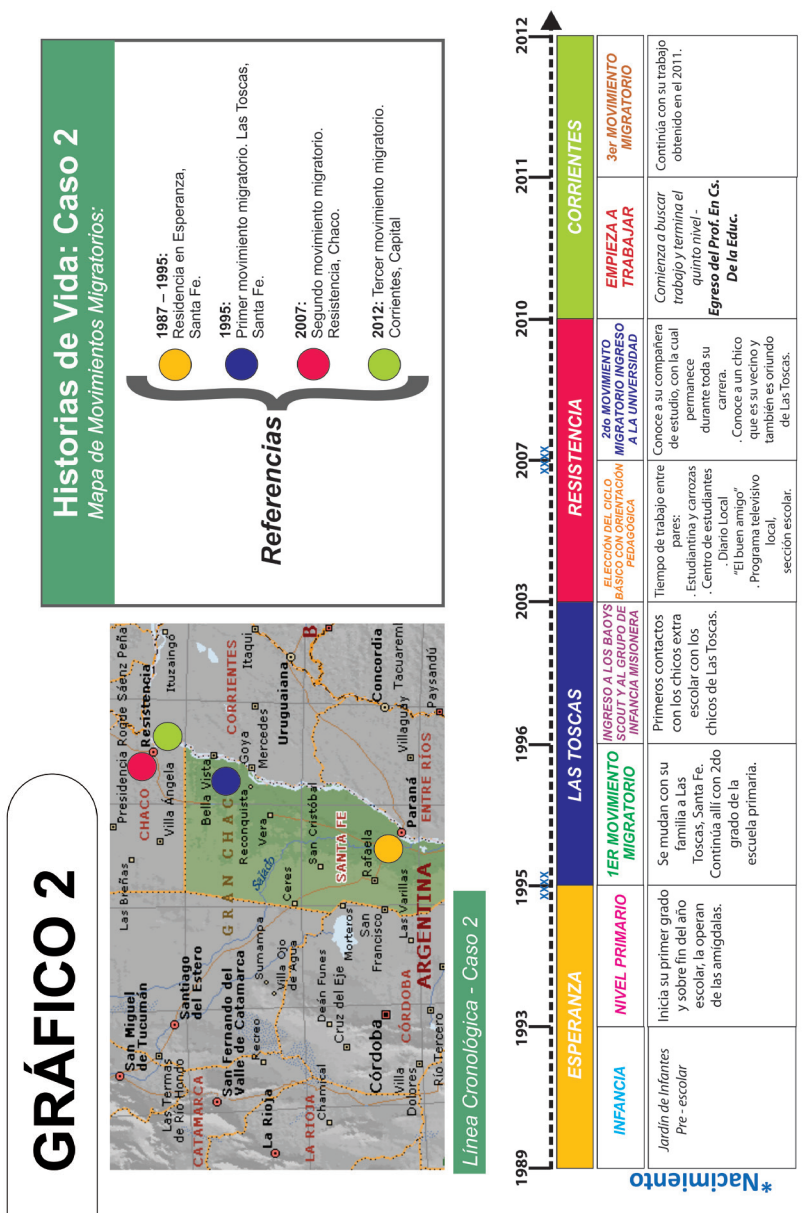 GRÁFICO 2
Presidencia Roque Sáenz Peña
Las Breñas
CHACO
Resistencia
Villa Ángela
Ituzaingó
San Miguel
de Tucumán
Santiago
del Estero
Las Termas
de Río Hondo
Bella Vista
GRAN CHAC
CORRIENTES
CATAMARCA
San Fernando del
Valle de Catamarca
Sumampa
Reconquista
Goya
Mercedes
Itaqui
Recreo
Villa Ojo
de Agua
Salado
Vera
Uruguaiana
La Rioja
Ceres
San Cristóbal
LA RIOJA
Chamical
Deán Funes
Cruz del Eje
Morteros
SANTA FE
B
Rafaela
San
Francisco
Paraná
Villaguay
Concordia
Tacuaremb
Córdoba
Villa
Dolores
CÓRDOBA
Las Varillas
ENTRE RÍOS
ARGENTINA
Río Tercero
Paysandú
Historias de Vida: Caso 2
Mapa de Movimientos Migratorios:
Referencias
1987 – 1995:
Residencia en Esperanza,
Santa Fe.
1995:
Primer movimiento migratorio. Las Toscas,
Santa Fe.
2007:
Segundo movimiento migratorio.
Resistencia, Chaco.
2012: Tercer movimiento migratorio.
Corrientes, Capital
Línea Cronológica - Caso 2
1989
1993
1995
1996
2003
2007
2010
2011
2012
XXXX
XXXX
*Nacimiento
ESPERANZA
LAS TOSCAS
RESISTENCIA
CORRIENTES
INFANCIA
Jardín de Infantes
Pre - escolar
NIVEL PRIMARIO
Inicia su primer grado
y sobre fin del año
escolar, la operan
de las amígdalas.
1ER MOVIMIENTO
MIGRATORIO
Se mudan con su
familia a Las
Toscas, Santa Fe.
Continúa allí con 2do
grado de la
escuela primaria.
INGRESO A LOS BAOYS
SCOUT Y AL GRUPO DE
INFANCIA MISIONERA
Primeros contactos
con los chicos extra
escolar con los
chicos de Las Toscas.
ELECCIÓN DEL CICLO
BÁSICO CON ORIENTACIÓN
PEDAGÓGICA
Tiempo de trabajo entre
pares:
. Estudiantina y carrozas
. Centro de estudiantes
. Diario Local
"El buen amigo"
. Programa televisivo
local,
sección escolar.
2do MOVIMIENTO
MIGRATORIO INGRESO
A LA UNIVERSIDAD
Conoce a su compañera
de estudio, con la cual
permanece
durante toda su
carrera.
. Conoce a un chico
que es su vecino y
también es oriundo
de Las Toscas.
EMPIEZA A
TRABAJAR
Comienza a buscar
trabajo y termina el
quinto nivel -
Egreso del Prof. En Cs.
De la Educ.
3er MOVIMIENTO
MIGRATORIO
Continúa con su trabajo
obtenido en el 2011.